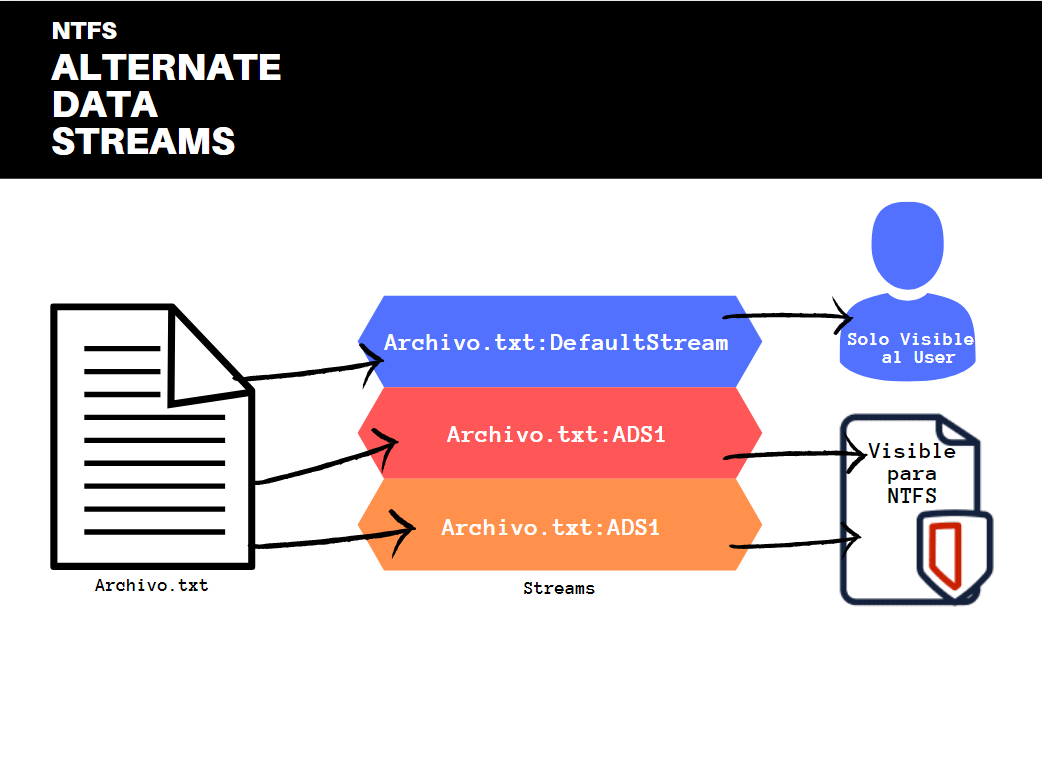 NTFS
ALTERNATE
DATA
STREAMS
Archivo.txt:DefaultStream
Solo Visible
al User
Archivo.txt:ADS1
Visible
para
NTFS
Archivo.txt:ADS1
Archivo.txt
Streams